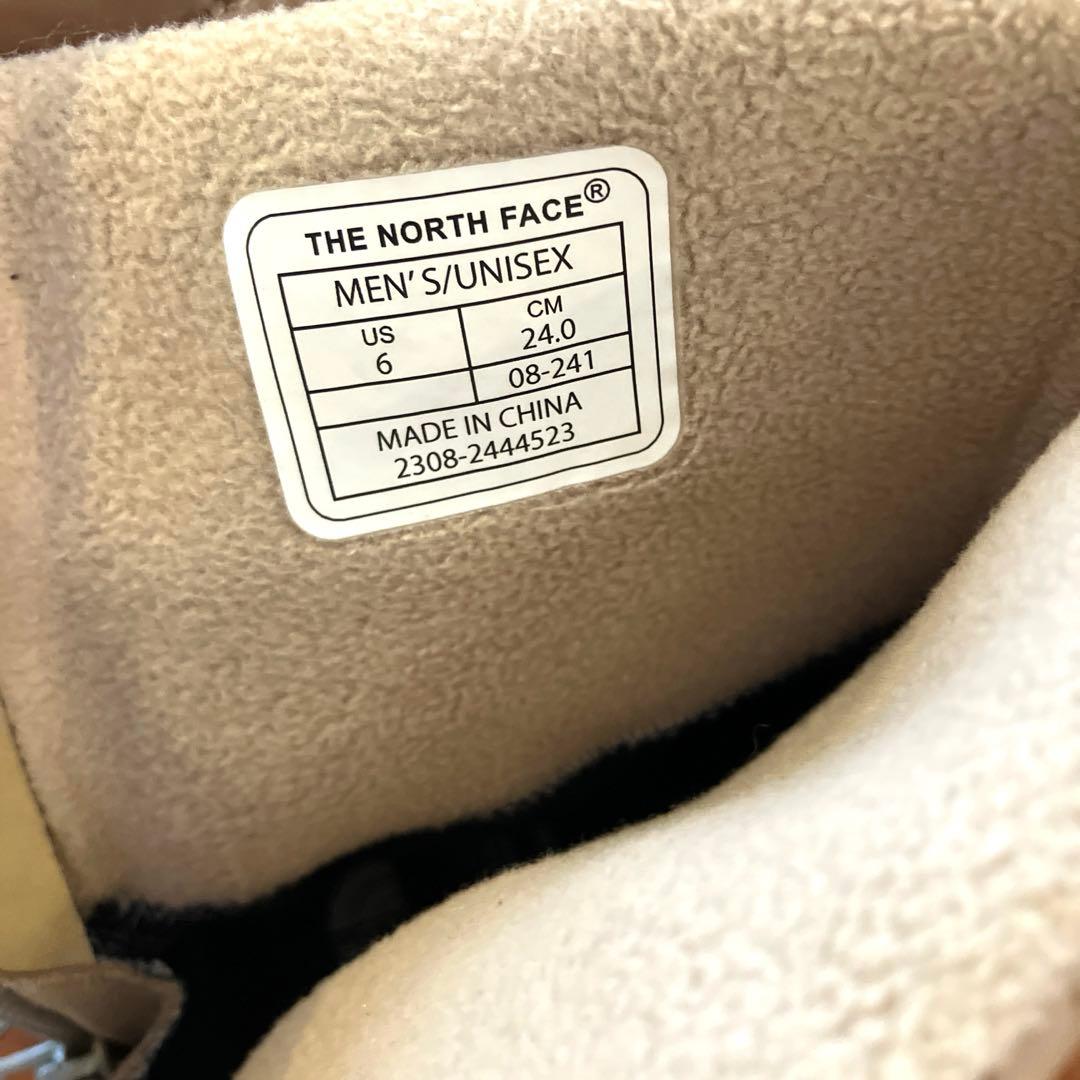 THE NORTH FACE®
MEN'S/UNISEX
US CM
6 24.0
08-241
MADE IN CHINA
2308-2444523